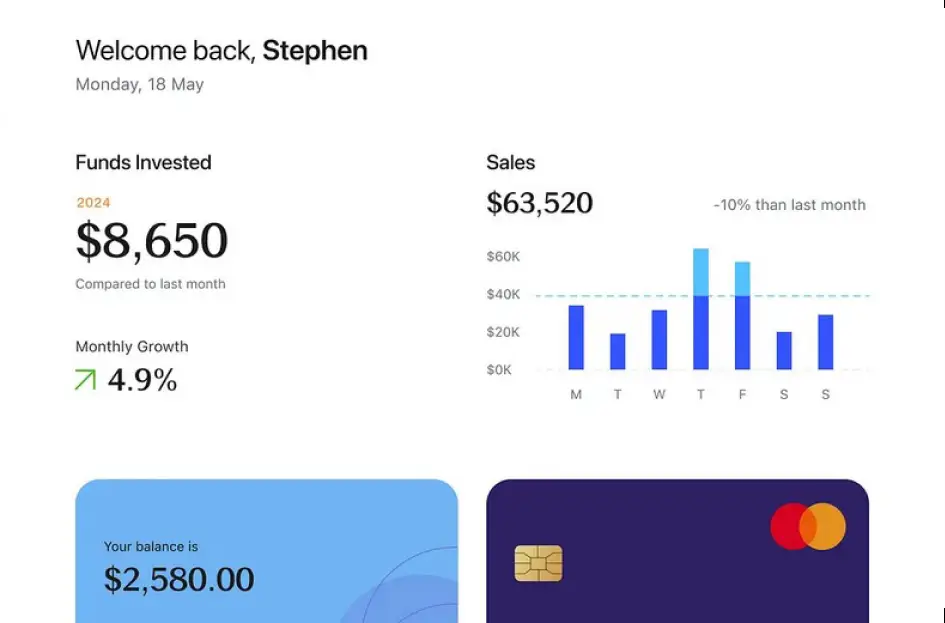 Welcome back, Stephen
Monday, 18 May
Funds Invested
2024
$8,650
Compared to last month
Monthly Growth
4.9%
Sales
$63,520
-10% than last month
$60K
$40K
$20K
$0K
M T W T F S S
Your balance is
$2,580.00